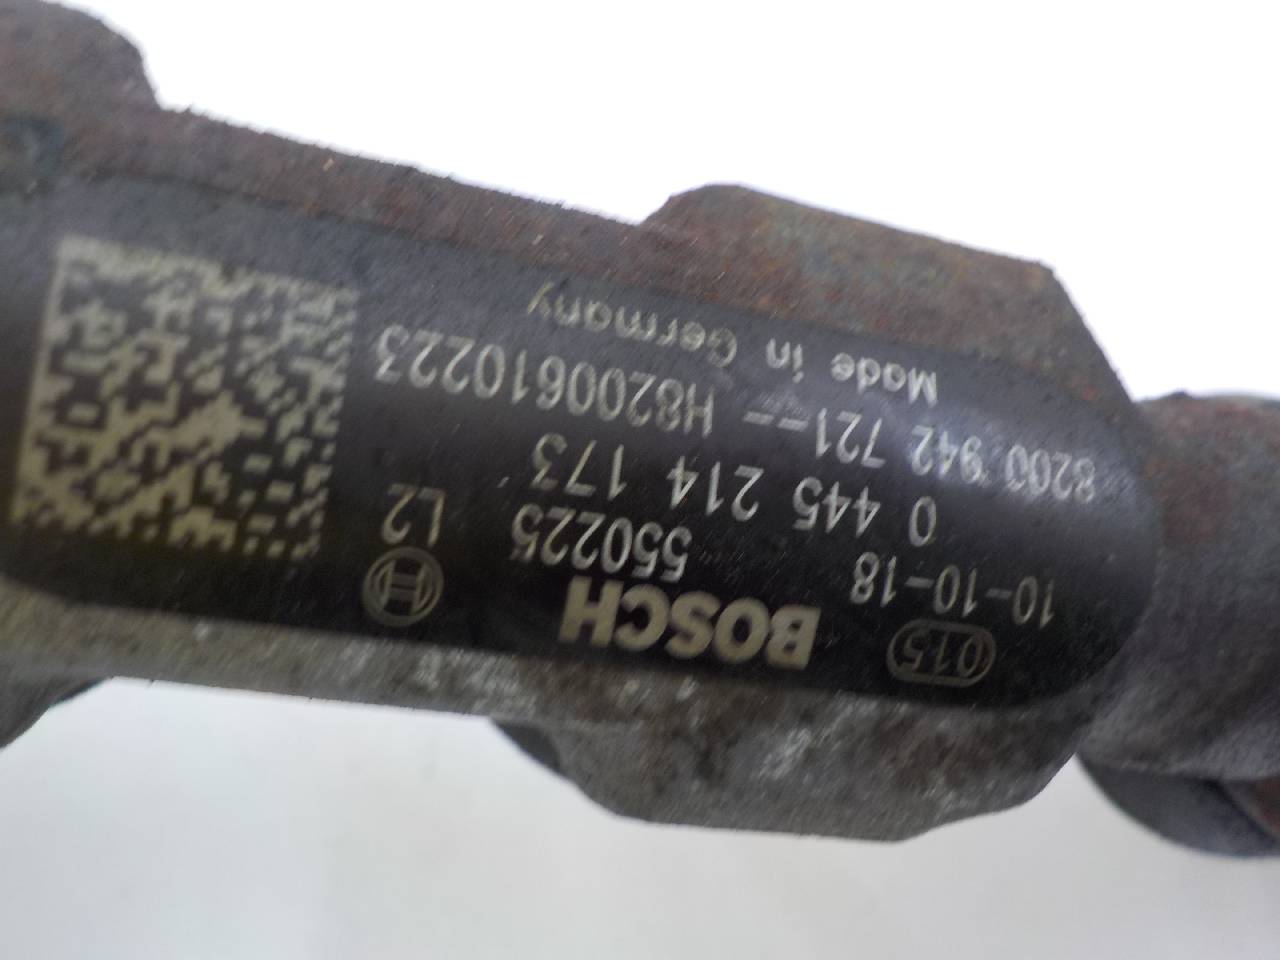 015 BOSCH
10-10-18 550225 L2
0 445 214 173
8200 942 721-- H8200610223
Made in Germany